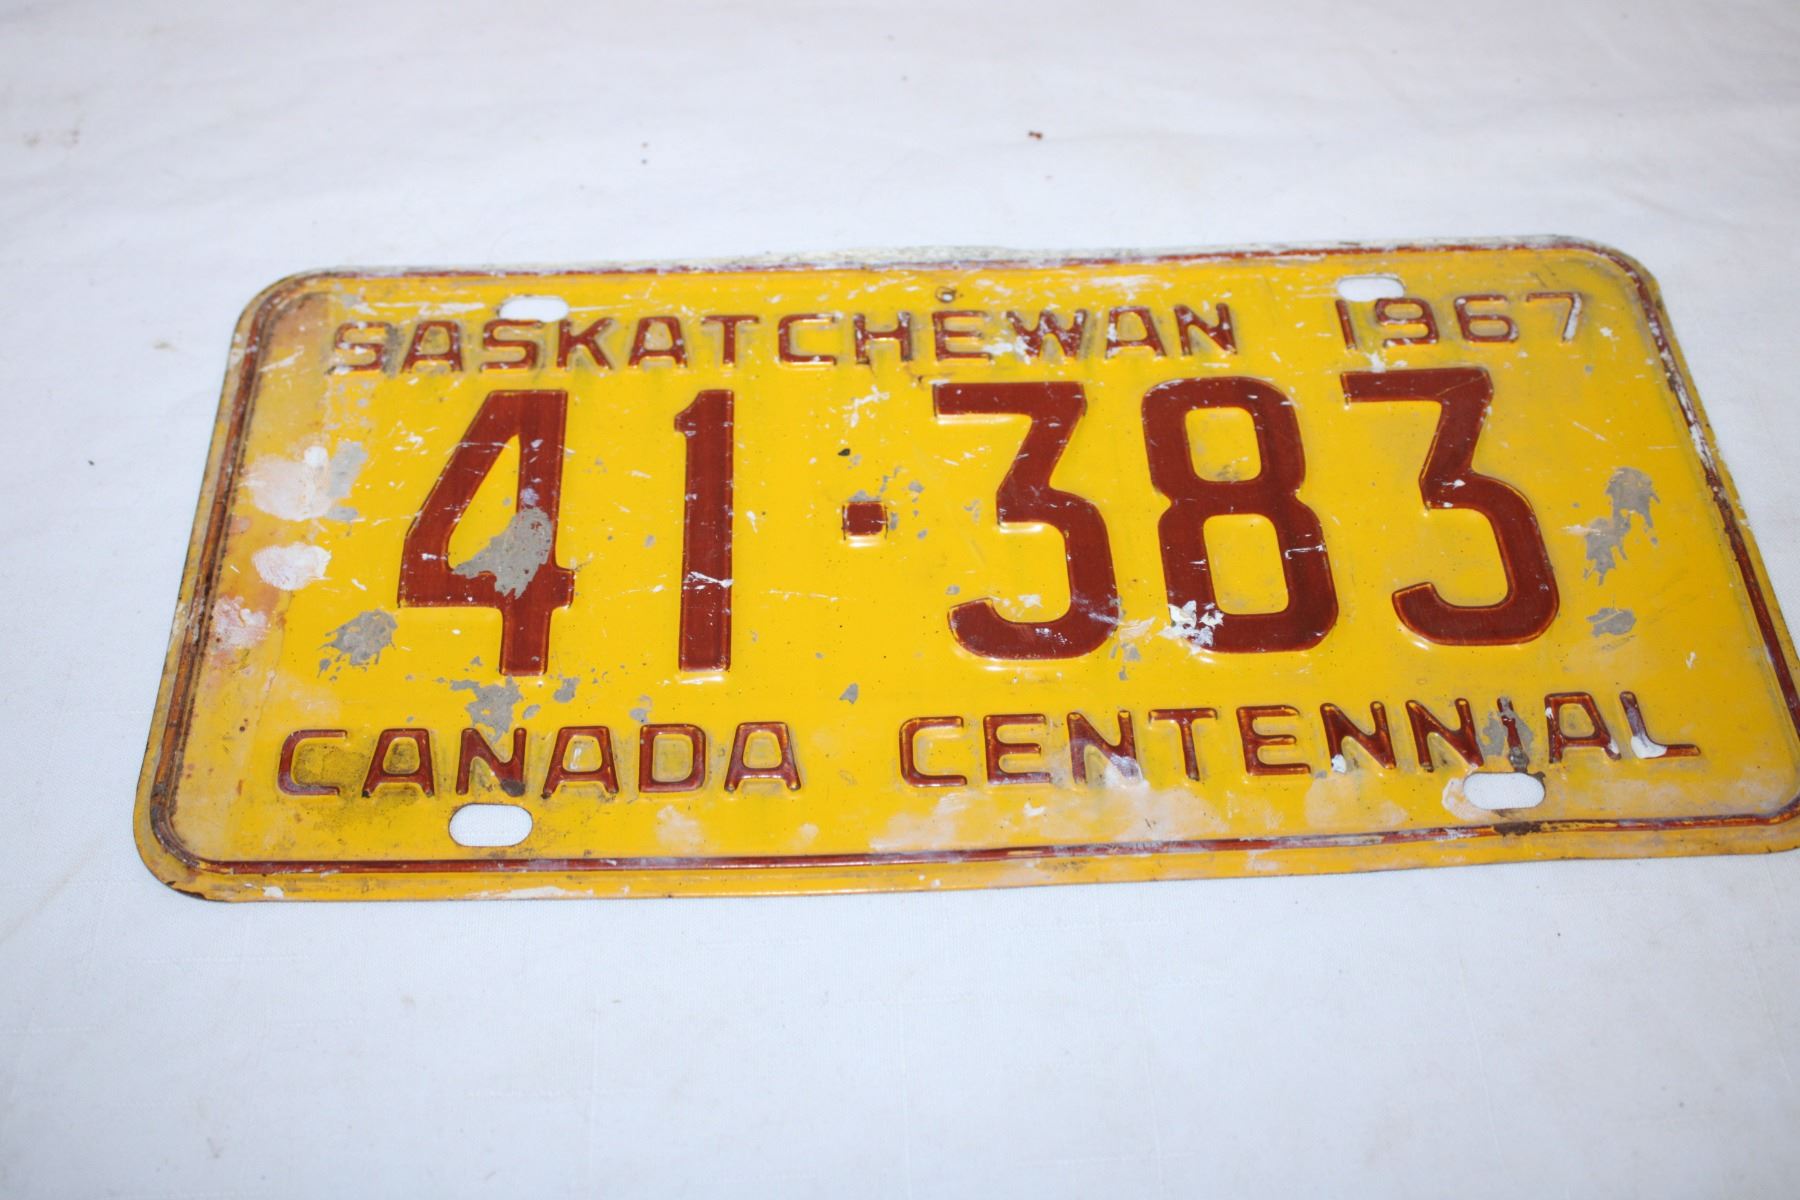 SASKATCHEWAN 1967
41·383
CANADA CENTENNIAL